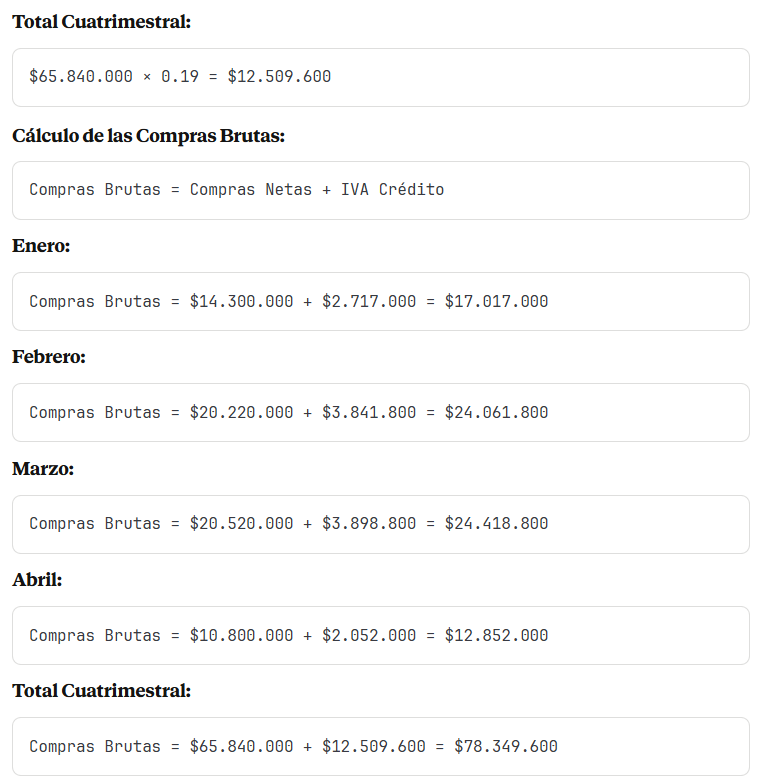 Total Cuatrimestral:
$65.840.000 × 0.19 = $12.509.600
Cálculo de las Compras Brutas:
Compras Brutas = Compras Netas + IVA Crédito
Enero:
Compras Brutas = $14.300.000 + $2.717.000 = $17.017.000
Febrero:
Compras Brutas = $20.220.000 + $3.841.800 = $24.061.800
Marzo:
Compras Brutas = $20.520.000 + $3.898.800 = $24.418.800
Abril:
Compras Brutas = $10.800.000 + $2.052.000 = $12.852.000
Total Cuatrimestral:
Compras Brutas = $65.840.000 + $12.509.600 = $78.349.600